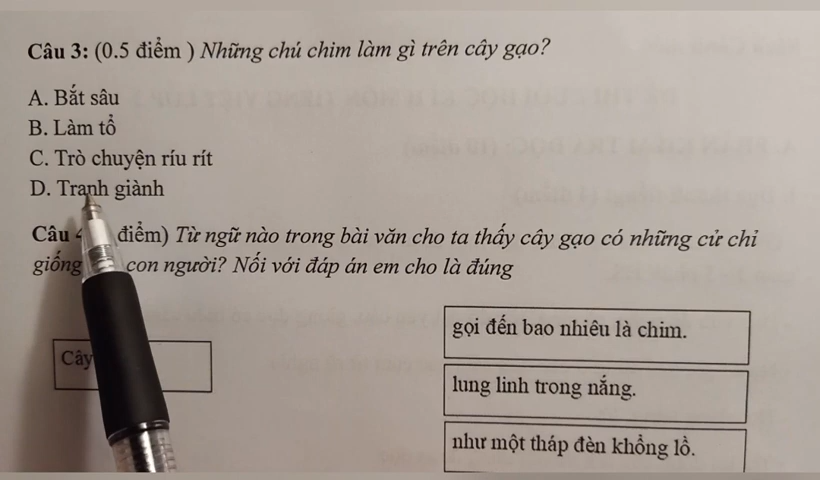 Câu 3: (0.5 điểm ) Những chú chim làm gì trên cây gạo?
A. Bắt sâu
B. Làm tổ
C. Trò chuyện ríu rít
D. Tranh giành
Câu điểm) Từ ngữ nào trong bài văn cho ta thấy cây gạo có những cử chỉ
giống con người? Nối với đáp án em cho là đúng
gọi đến bao nhiêu là chim.
Cây
lung linh trong nắng.
như một tháp đèn khổng lồ.